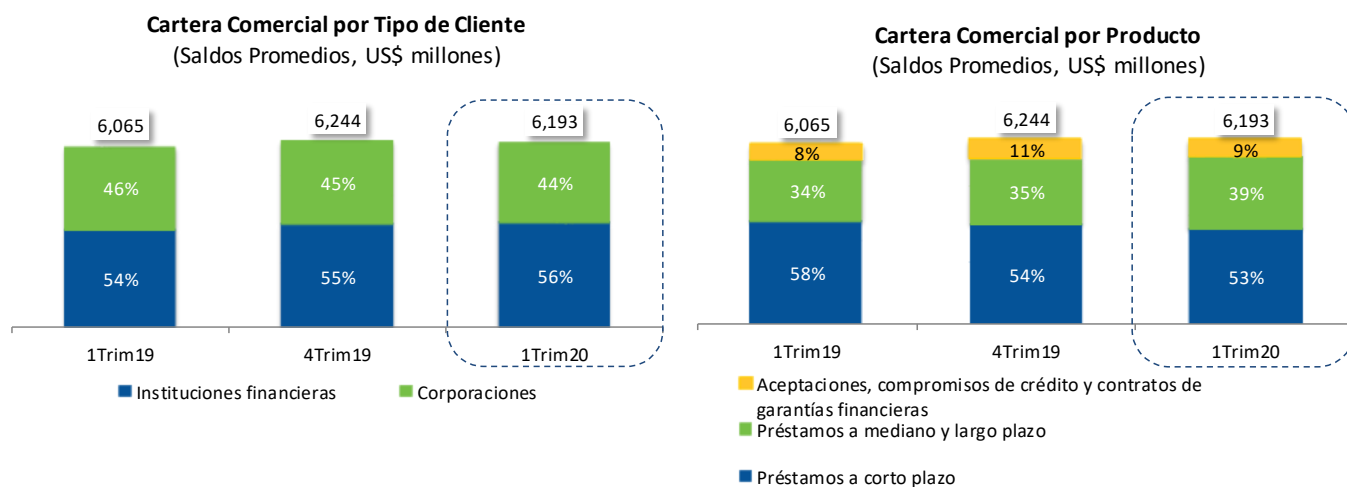 Cartera Comercial por Tipo de Cliente
(Saldos Promedios, US$ millones)
6,065
6,244
6,193
46%
45%
44%
54%
55%
56%
1Trim19
4Trim19
1Trim20
Instituciones financieras
Corporaciones
Cartera Comercial por Producto
(Saldos Promedios, US$ millones)
6,065
6,244
6,193
8%
11%
9%
34%
35%
39%
58%
54%
53%
1Trim19
4Trim19
1Trim20
Aceptaciones, compromisos de crédito y contratos de
garantías financieras
Préstamos a mediano y largo plazo
Préstamos a corto plazo